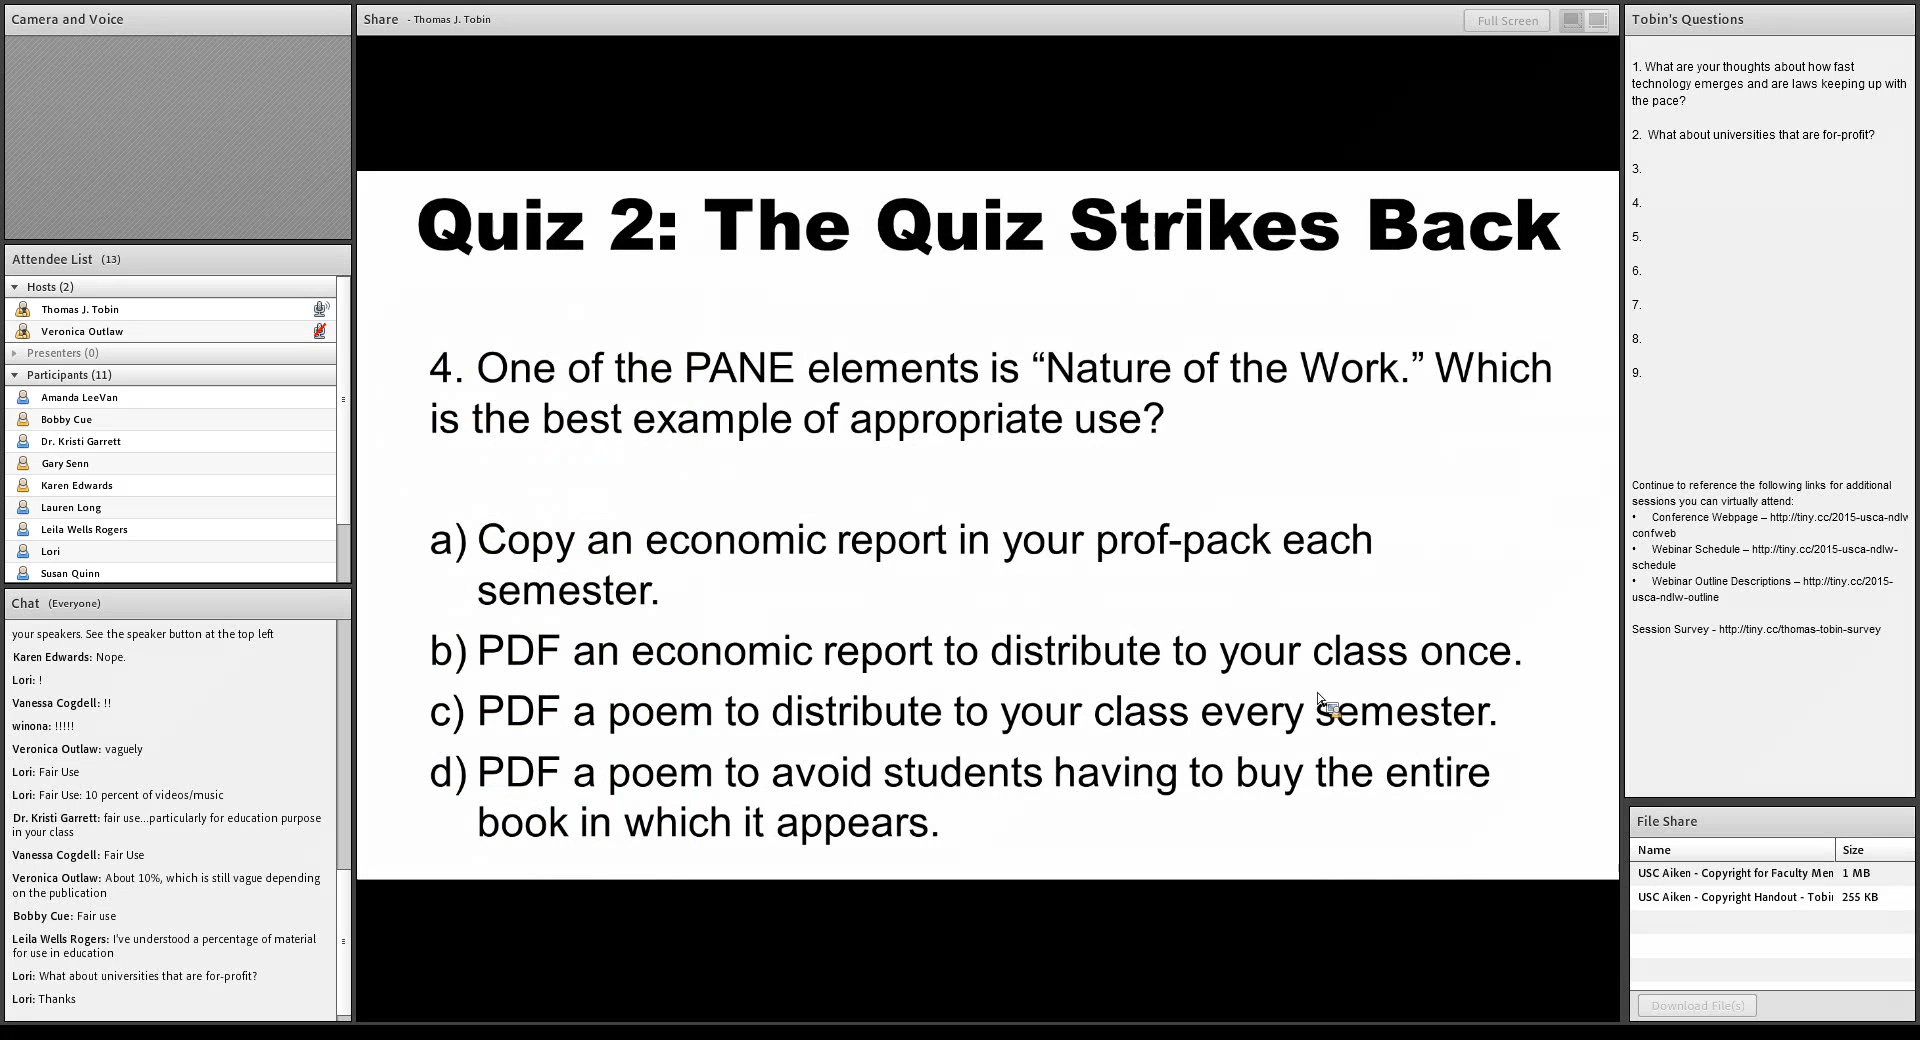 Camera and Voice
Attendee List (13)
Hosts (2)
Thomas J. Tobin
Veronica Outlaw
Presenters (0)
Participants (11)
Amanda LeeVan
Bobby Cue
Dr. Kristi Garrett
Gary Senn
Karen Edwards
Lauren Long
Leila Wells Rogers
Lori
Susan Quinn
Chat (Everyone)
your speakers. See the speaker button at the top left
Karen Edwards: Nope.
Lori: !
Vanessa Cogdell: !!
winona: !!!!!
Veronica Outlaw: vaguely
Lori: Fair Use
Lori: Fair Use: 10 percent of videos/music
Dr. Kristi Garrett: fair use...particularly for education purpose
in your class
Vanessa Cogdell: Fair Use
Veronica Outlaw: About 10%, which is still vague depending
on the publication
Bobby Cue: Fair use
Leila Wells Rogers: I've understood a percentage of material
for use in education
Lori: What about universities that are for-profit?
Lori: Thanks
Share - Thomas J. Tobin
Full Screen
Quiz 2: The Quiz Strikes Back
4. One of the PANE elements is “Nature of the Work.” Which
is the best example of appropriate use?
a) Copy an economic report in your prof-pack each
semester.
b) PDF an economic report to distribute to your class once.
c) PDF a poem to distribute to your class every semester.
d) PDF a poem to avoid students having to buy the entire
book in which it appears.
Tobin's Questions
1. What are your thoughts about how fast
technology emerges and are laws keeping up with
the pace?
2. What about universities that are for-profit?
3.
4.
5.
6.
7.
8.
9.
Continue to reference the following links for additional
sessions you can virtually attend:
• Conference Webpage – http://tiny.cc/2015-usca-ndlw
confweb
• Webinar Schedule – http://tiny.cc/2015-usca-ndlw-
schedule
• Webinar Outline Descriptions – http://tiny.cc/2015-
usca-ndlw-outline
Session Survey - http://tiny.cc/thomas-tobin-survey
File Share
Name Size
USC Aiken - Copyright for Faculty Men 1 MB
USC Aiken - Copyright Handout - Tobi 255 KB
Download File(s)